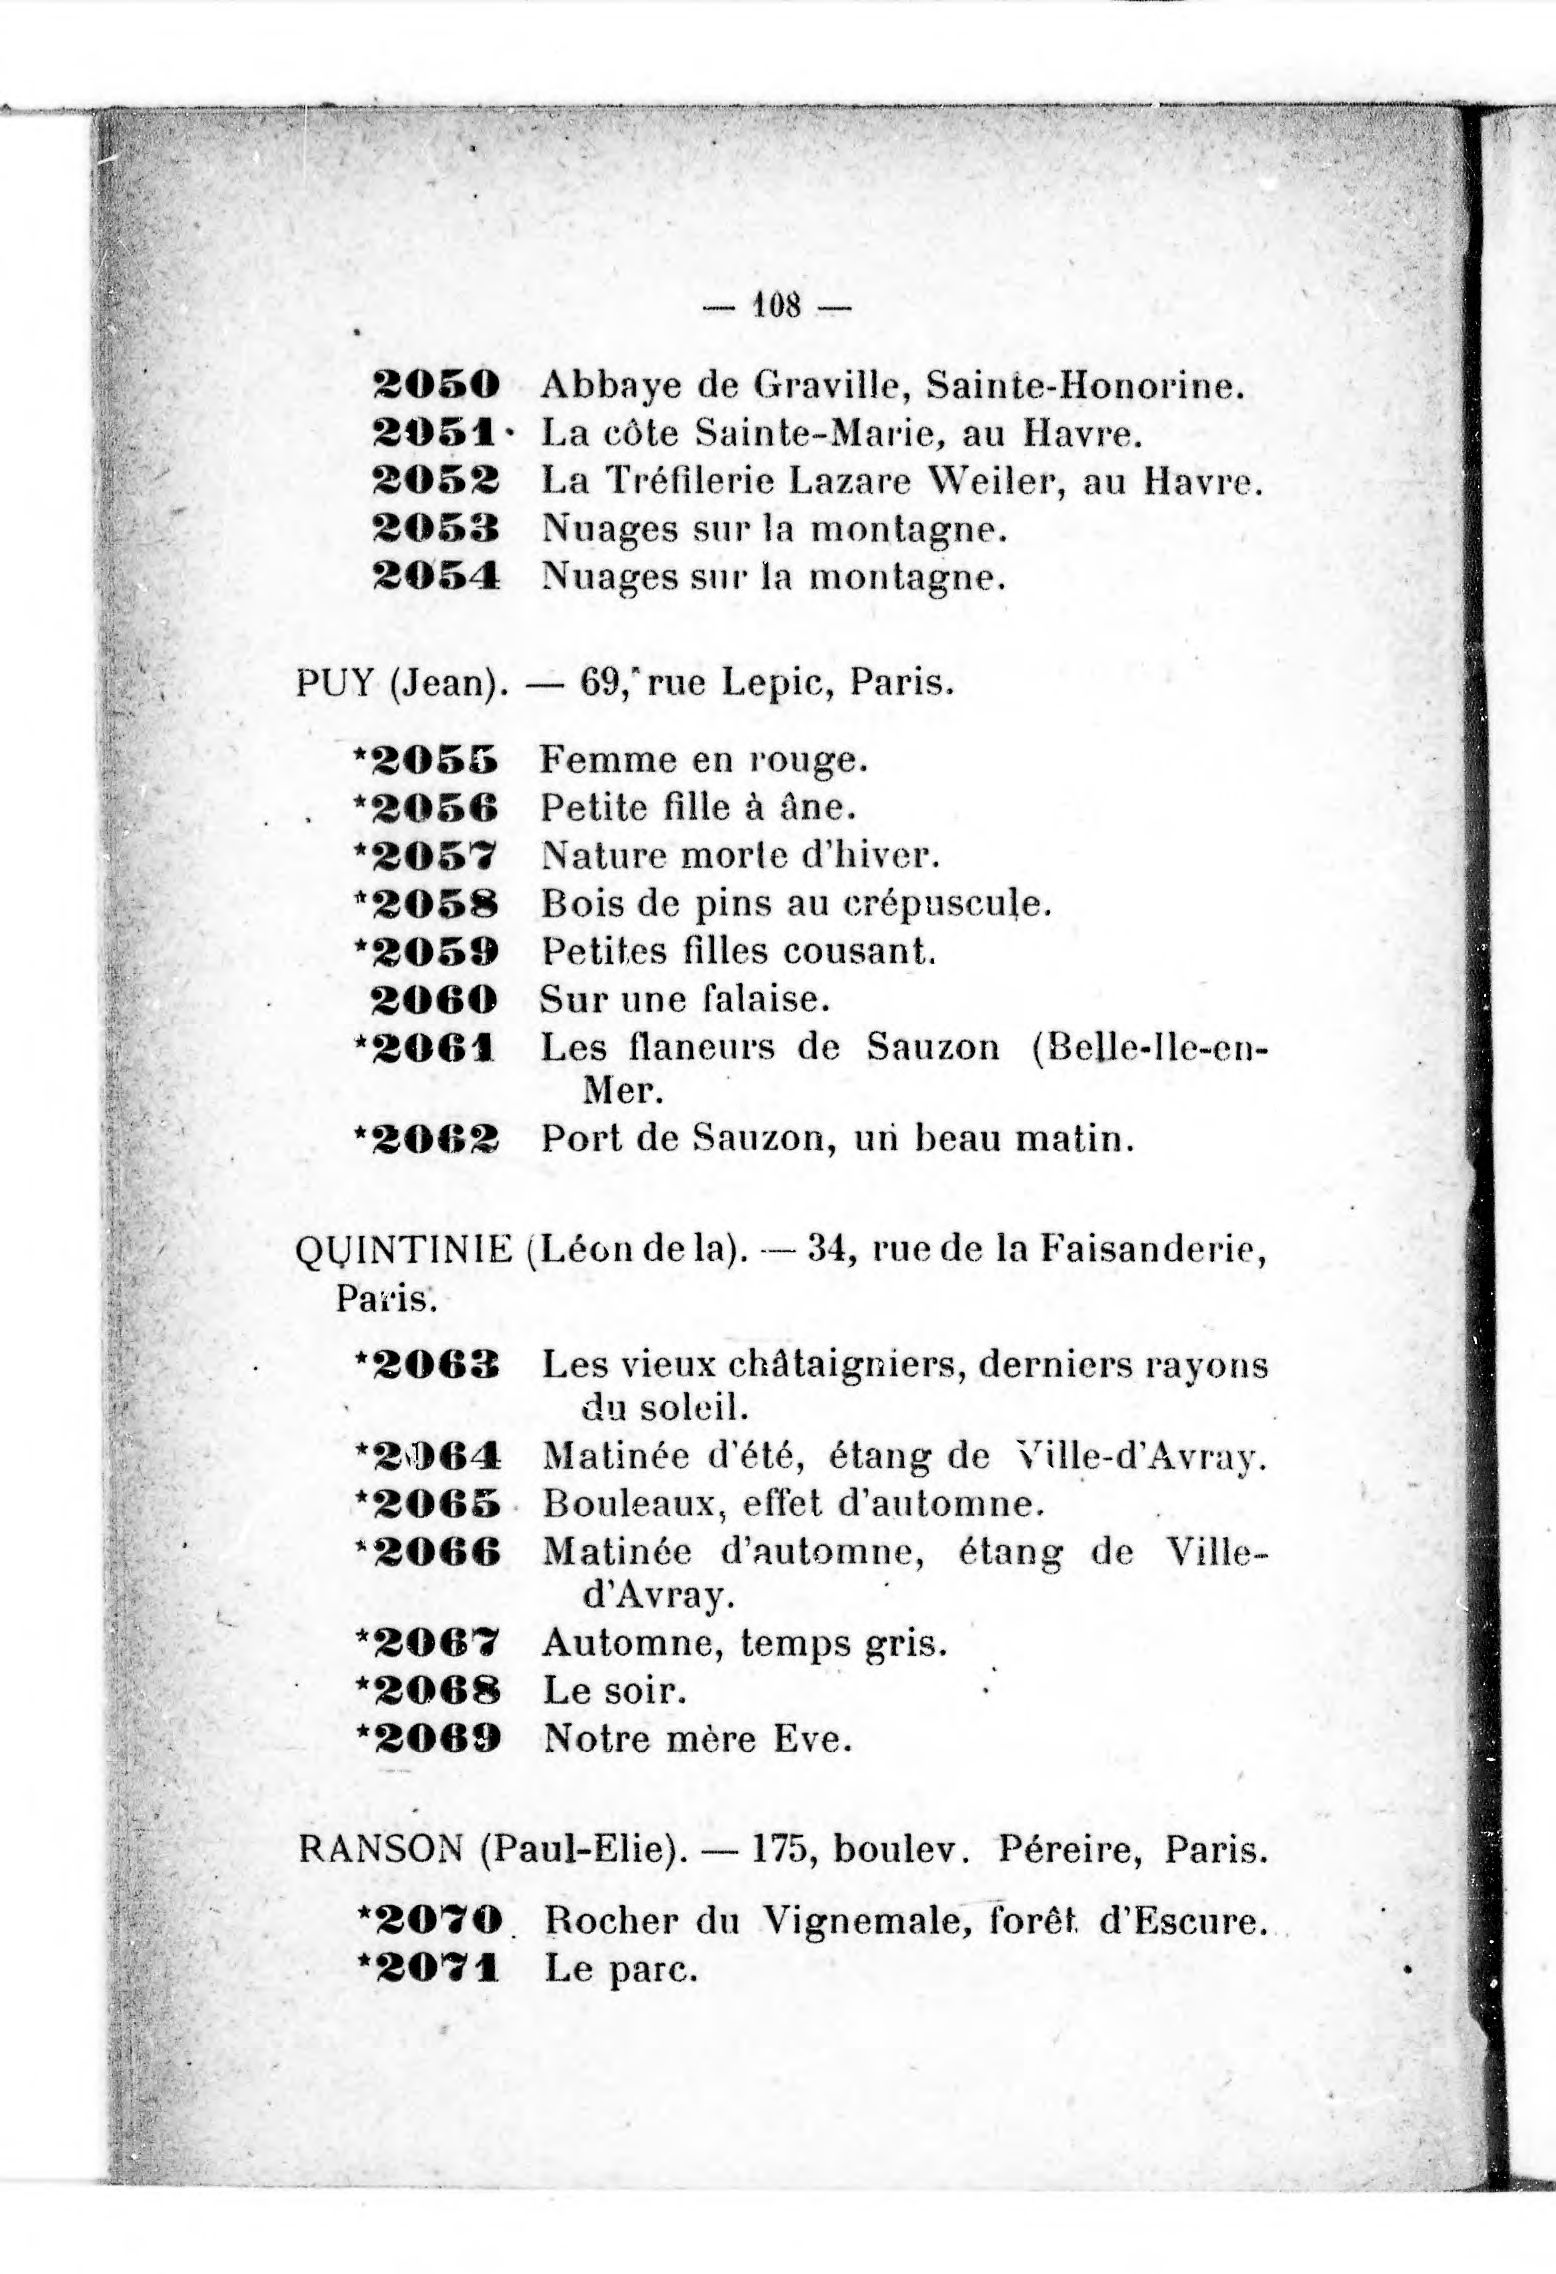 — 108 —
2050 Abbaye de Graville, Sainte-Honorine.
2051 La côte Sainte-Marie, au Havre.
2052 La Tréfilerie Lazare Weiler, au Havre.
2053 Nuages sur la montagne.
2054 Nuages sur la montagne.
PUY (Jean). — 69, rue Lepic, Paris.
*2055 Femme en rouge.
*2056 Petite fille à âne.
*2057 Nature morte d'hiver.
*2058 Bois de pins au crépuscule.
*2059 Petites filles cousant.
2060 Sur une falaise.
*2061 Les flaneurs de Sauzon (Belle-Ile-en-
Mer.
*2062 Port de Sauzon, un beau matin.
QUINTINIE (Léon de la). — 34, rue de la Faisanderie,
Paris.
*2063 Les vieux châtaigniers, derniers rayons
du soleil.
*2064 Matinée d'été, étang de Ville-d'Avray.
*2065 Bouleaux, effet d'automne.
*2066 Matinée d'automne, étang de Ville-
d'Avray.
*2067 Automne, temps gris.
*2068 Le soir.
*2069 Notre mère Eve.
RANSON (Paul-Elie). — 175, boulev. Péreire, Paris.
*2070 Rocher du Vignemale, forêt d'Escure.
*2071 Le parc.